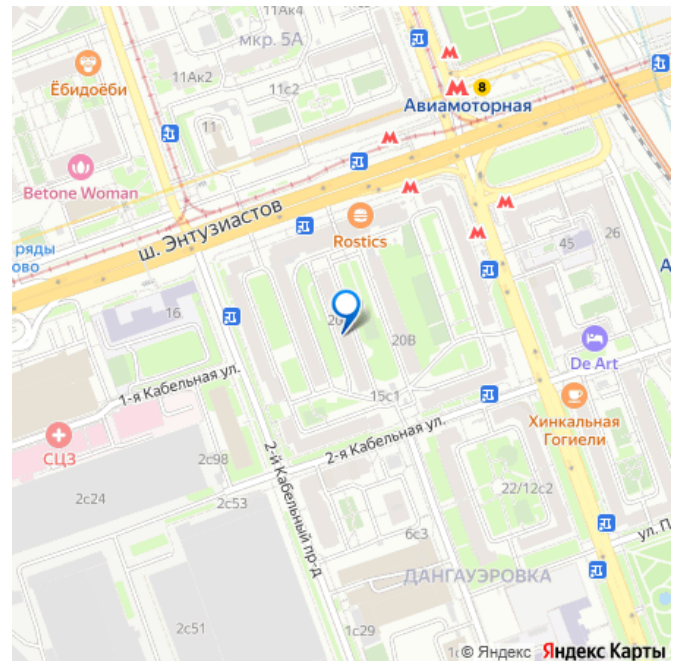 11Ак4
мкр. 5А
Ёбидоёби
11Ак2
11с2
8
Авиамоторная
11
Betone Woman
ш. Энтузиастов
Rostics
ряды
ово
45
26
А
16
20В
De Art
1-я Кабельная ул.
15с1
Хинкальная
Гогиели
2-я Кабельная ул.
СЦЗ
2с98
2с24
2с53
2-й Кабельный пр-д
22/12с2
6с3
ул. П
ДАНГАУЭРОВКА
2с51
1с29
© Яндекс Яндекс Карты